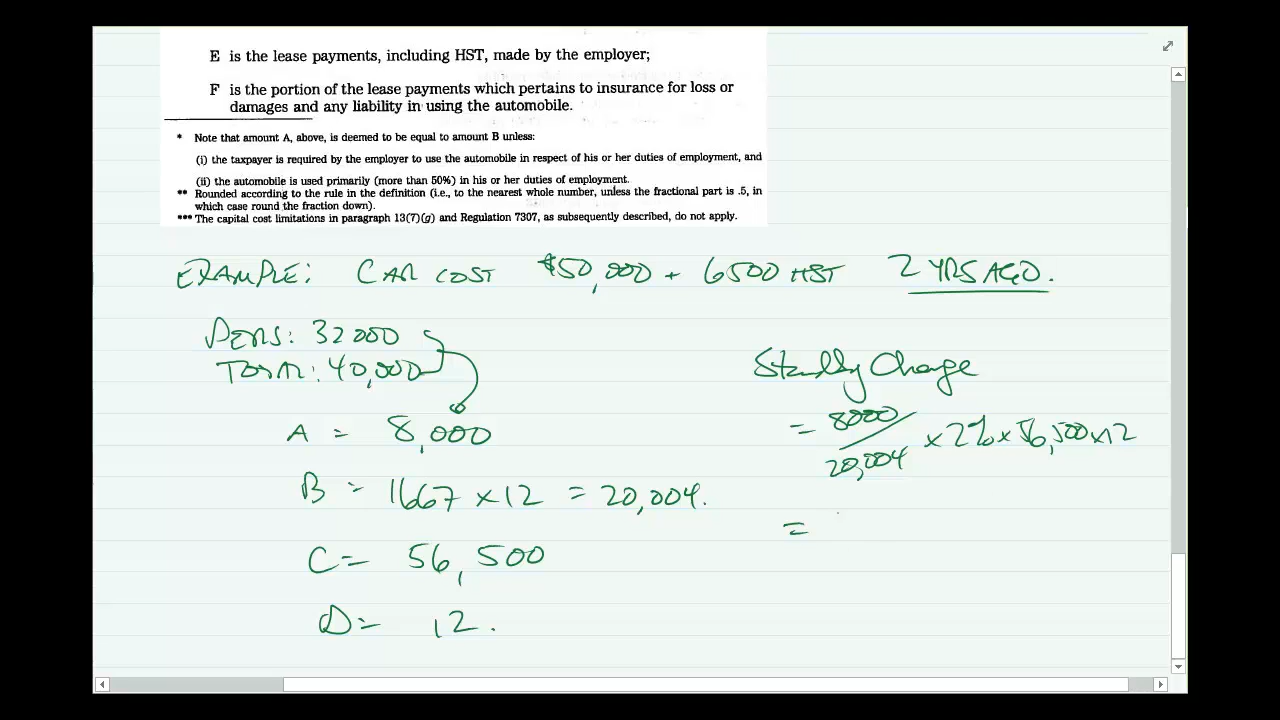 E is the lease payments, including HST, made by the employer;
F is the portion of the lease payments which pertains to insurance for loss or
damages and any liability in using the automobile.
* Note that amount A, above, is deemed to be equal to amount B unless:
(i) the taxpayer is required by the employer to use the automobile in respect of his or her duties of employment, and
(ii) the automobile is used primarily (more than 50%) in his or her duties of employment.
** Rounded according to the rule in the definition (i.e., to the nearest whole number, unless the fractional part is .5, in
which case round the fraction down).
*** The capital cost limitations in paragraph 13(7)(g) and Regulation 7307, as subsequently described, do not apply.
EXAMPLE: CAR COST $50,000 + 6500 HST 2 YRS AGO.
PERS: 32000
TOTAL: 40,000
A = 8,000
B = 1667 × 12 = 20,004.
C = 56,500
D = 12.
Standby Charge
= 8000/20,004 × 2% × 56,500 × 12
=